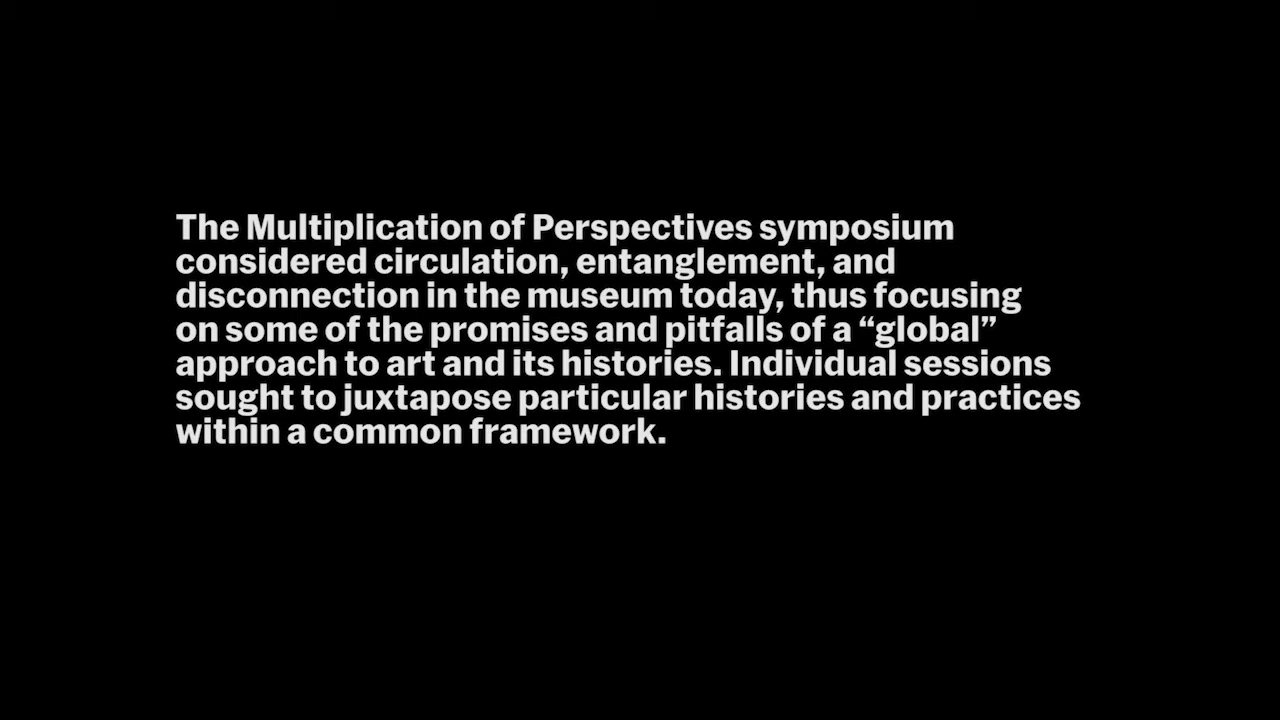 The Multiplication of Perspectives symposium
considered circulation, entanglement, and
disconnection in the museum today, thus focusing
on some of the promises and pitfalls of a “global”
approach to art and its histories. Individual sessions
sought to juxtapose particular histories and practices
within a common framework.